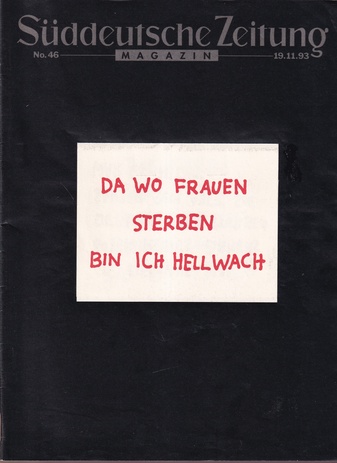 Süddeutsche Zeitung
No. 46 MAGAZIN 19.11.93
DA WO FRAUEN
STERBEN
BIN ICH HELLWACH